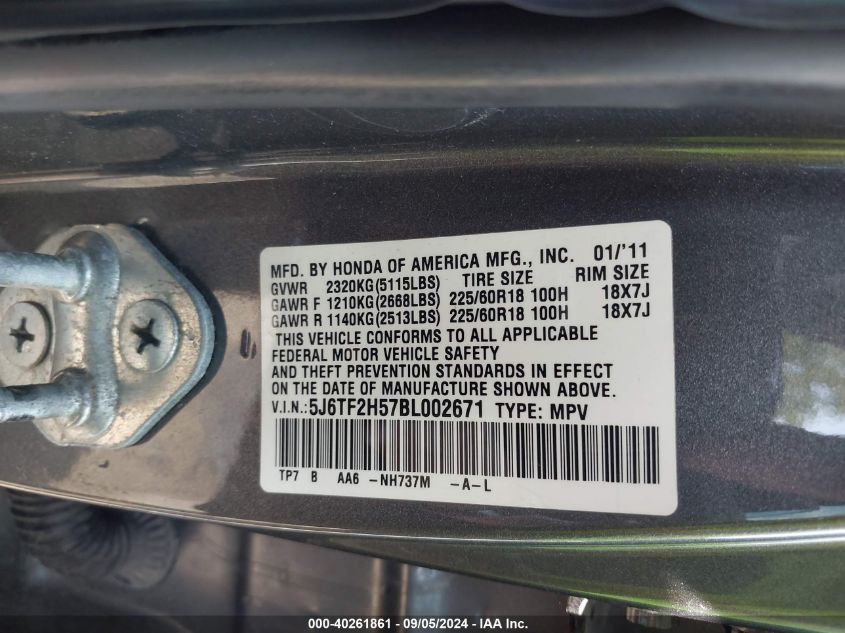 MFD. BY HONDA OF AMERICA MFG., INC. 01/'11
GVWR 2320KG(5115LBS) TIRE SIZE RIM SIZE
GAWR F 1210KG(2668LBS) 225/60R18 100H 18X7J
GAWR R 1140KG(2513LBS) 225/60R18 100H 18X7J
THIS VEHICLE CONFORMS TO ALL APPLICABLE
FEDERAL MOTOR VEHICLE SAFETY
AND THEFT PREVENTION STANDARDS IN EFFECT
ON THE DATE OF MANUFACTURE SHOWN ABOVE.
V.I.N.:5J6TF2H57BL002671 TYPE: MPV
TP7 B AA6 -NH737M -A-L
000-40261861 - 09/05/2024 - IAA Inc.